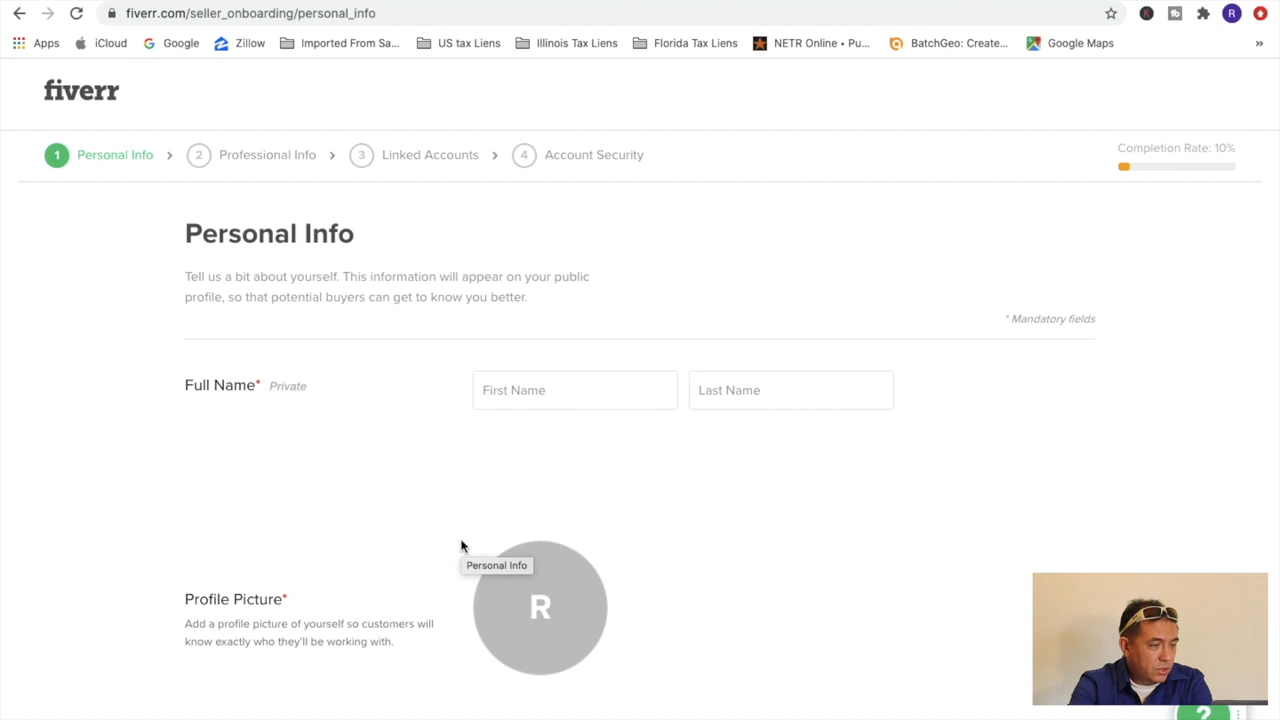 fiverr.com/seller_onboarding/personal_info
R
Apps iCloud Google Zillow Imported From Sa... US tax Liens Illinois Tax Liens Florida Tax Liens NETR Online • Pu... BatchGeo: Create... Google Maps »
fiverr
1 Personal Info > 2 Professional Info > 3 Linked Accounts > 4 Account Security
Completion Rate: 10%
Personal Info
Tell us a bit about yourself. This information will appear on your public
profile, so that potential buyers can get to know you better.
* Mandatory fields
Full Name* Private First Name Last Name
Personal Info
R
Profile Picture*
Add a profile picture of yourself so customers will
know exactly who they'll be working with.
?